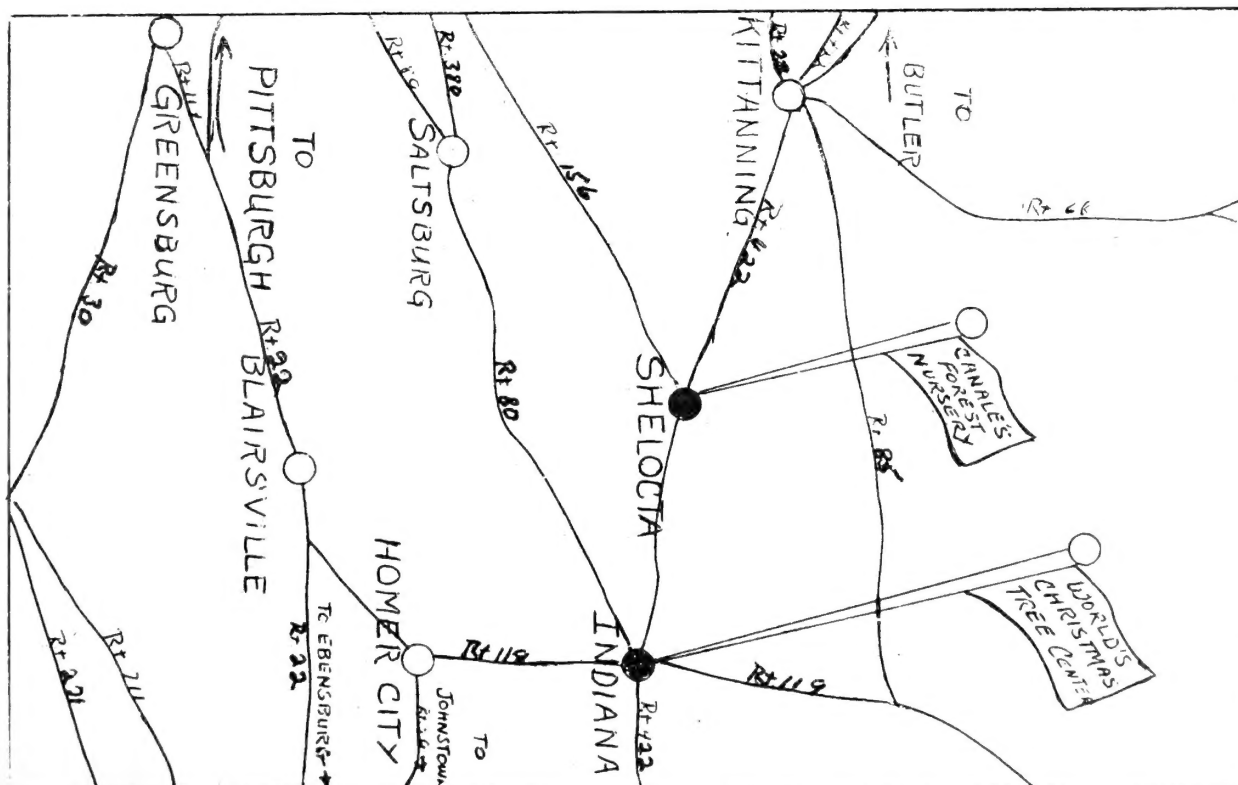 KITTANNING
Rt 28
TO
BUTLER
Rt 66
Rt 422
Rt 85
Rt 156
CANALE'S
FOREST
NURSERY
SHELOCTA
WORLD'S
CHRISTMAS
TREE CENTER
Rt 119
INDIANA
Rt 422
Rt 380
SALTSBURG
Rt 80
HOMER CITY
Rt 119
TO
JOHNSTOWN
TO
PITTSBURGH
GREENSBURG
Rt 22
BLAIRSVILLE
Rt 22
TO EBENSBURG
Rt 30
Rt 711